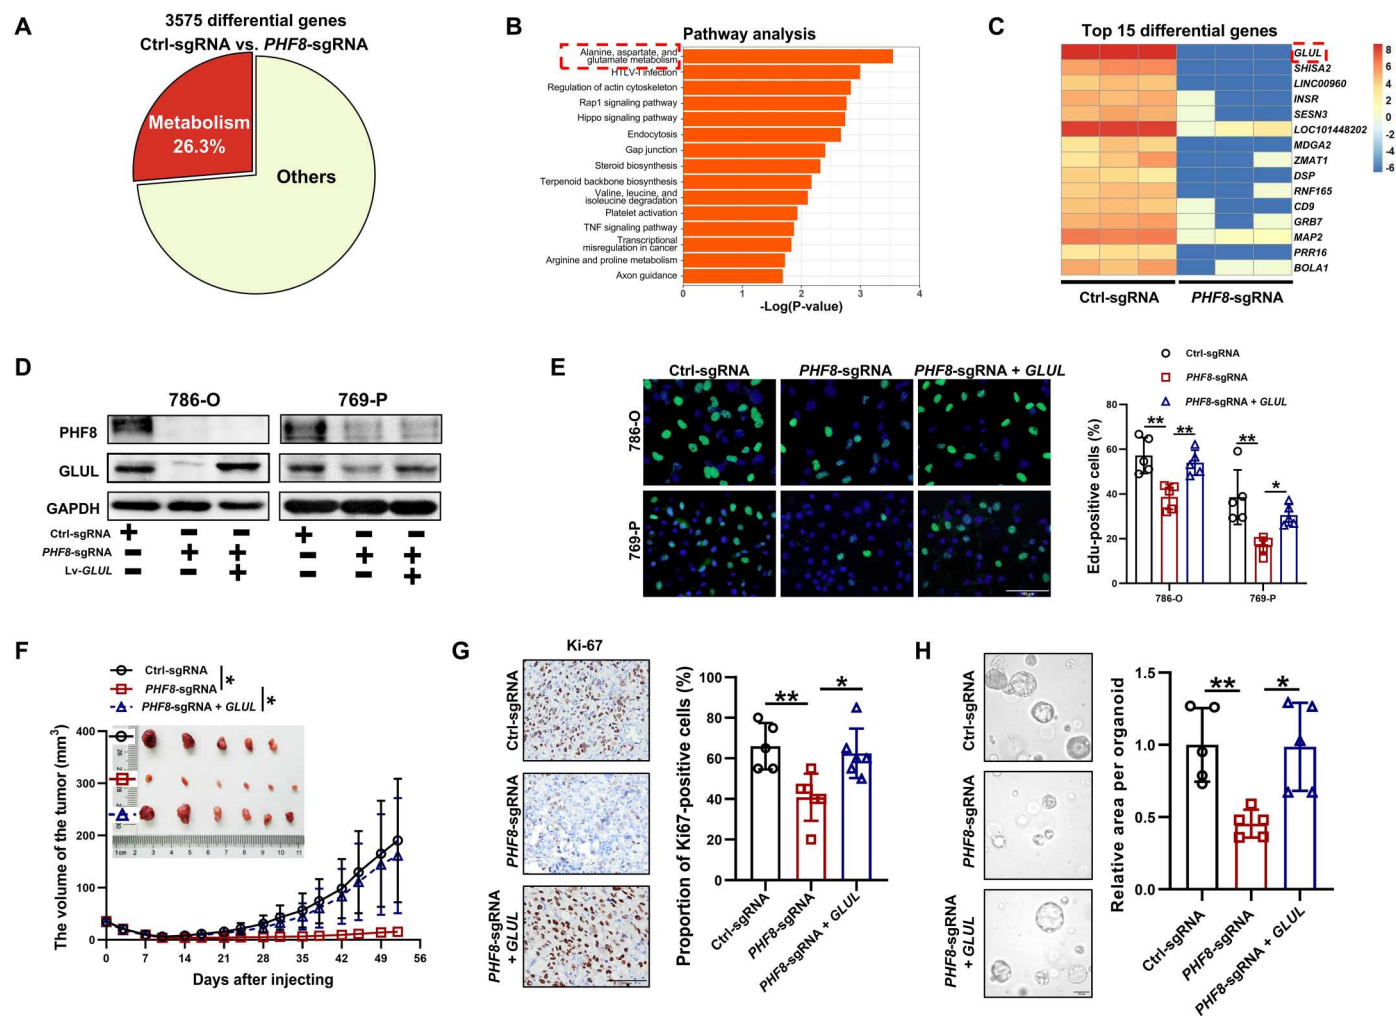 A
3575 differential genes
Ctrl-sgRNA vs. PHF8-sgRNA
Metabolism
26.3%
Others
B
Pathway analysis
Alanine, aspartate, and
glutamate metabolism
HTLV-I infection
Regulation of actin cytoskeleton
Rap1 signaling pathway
Hippo signaling pathway
Endocytosis
Gap junction
Steroid biosynthesis
Terpenoid backbone biosynthesis
Valine, leucine, and
isoleucine degradation
Platelet activation
TNF signaling pathway
Transcriptional
misregulation in cancer
Arginine and proline metabolism
Axon guidance
0 1 2 3 4
-Log(P-value)
C
Top 15 differential genes
GLUL
SHISA2
LINC00960
INSR
SESN3
LOC101448202
MDGA2
ZMAT1
DSP
RNF165
CD9
GRB7
MAP2
PRR16
BOLA1
8
6
4
2
0
-2
-4
-6
Ctrl-sgRNA PHF8-sgRNA
D
786-O 769-P
PHF8
GLUL
GAPDH
Ctrl-sgRNA + - - + - -
PHF8-sgRNA - + + - + +
Lv-GLUL - - + - - +
E
Ctrl-sgRNA PHF8-sgRNA PHF8-sgRNA + GLUL
786-O
769-P
Ctrl-sgRNA
PHF8-sgRNA
PHF8-sgRNA + GLUL
Edu-positive cells (%)
80
60
40
20
0
** ** ** *
786-O 769-P
F
Ctrl-sgRNA
PHF8-sgRNA
PHF8-sgRNA + GLUL
*
*
The volume of the tumor (mm³)
400
300
200
100
0
1cm 2 3 4 5 6 7 8 9 10 11
0 7 14 21 28 35 42 49 56
Days after injecting
G
Ki-67
Ctrl-sgRNA
PHF8-sgRNA
PHF8-sgRNA
+ GLUL
Proportion of Ki67-positive cells (%)
100
80
60
40
20
0
** *
Ctrl-sgRNA
PHF8-sgRNA
PHF8-sgRNA + GLUL
H
Ctrl-sgRNA
PHF8-sgRNA
PHF8-sgRNA
+ GLUL
Relative area per organoid
1.5
1.0
0.5
0.0
** *
Ctrl-sgRNA
PHF8-sgRNA
PHF8-sgRNA + GLUL